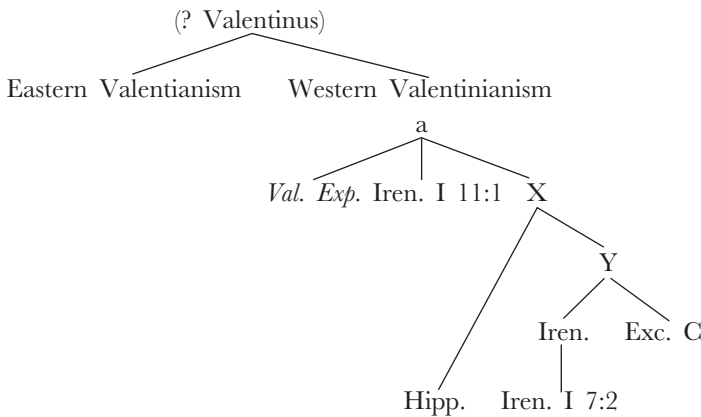 (? Valentinus)
Eastern Valentianism Western Valentinianism
a
Val. Exp. Iren. I 11:1 X
Y
Iren. Exc. C
Hipp. Iren. I 7:2